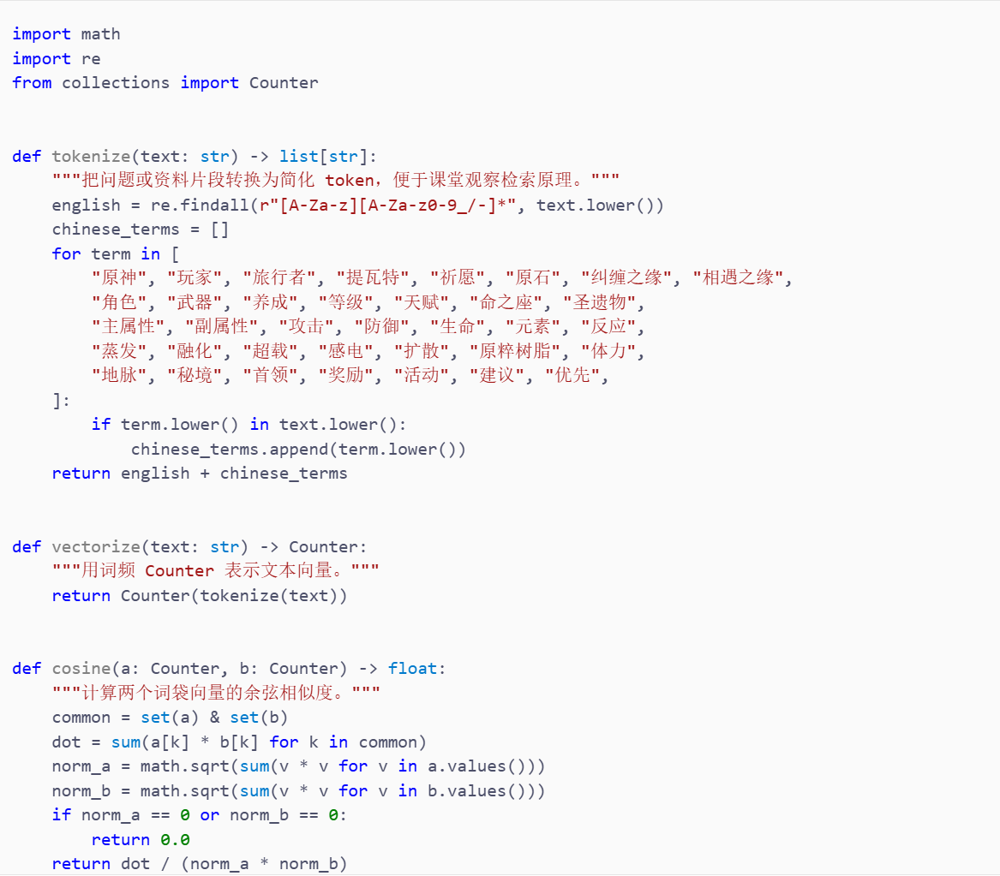 import math
import re
from collections import Counter
def tokenize(text: str) -> list[str]:
    """把问题或资料片段转换为简化 token，便于课堂观察检索原理。"""
    english = re.findall(r"[A-Za-z][A-Za-z0-9_/-]*", text.lower())
    chinese_terms = []
    for term in [
        "原神", "玩家", "旅行者", "提瓦特", "祈愿", "原石", "纠缠之缘", "相遇之缘",
        "角色", "武器", "养成", "等级", "天赋", "命之座", "圣遗物",
        "主属性", "副属性", "攻击", "防御", "生命", "元素", "反应",
        "蒸发", "融化", "超载", "感电", "扩散", "原粹树脂", "体力",
        "地脉", "秘境", "首领", "奖励", "活动", "建议", "优先",
    ]:
        if term.lower() in text.lower():
            chinese_terms.append(term.lower())
    return english + chinese_terms
def vectorize(text: str) -> Counter:
    """用词频 Counter 表示文本向量。"""
    return Counter(tokenize(text))
def cosine(a: Counter, b: Counter) -> float:
    """计算两个词袋向量的余弦相似度。"""
    common = set(a) & set(b)
    dot = sum(a[k] * b[k] for k in common)
    norm_a = math.sqrt(sum(v * v for v in a.values()))
    norm_b = math.sqrt(sum(v * v for v in b.values()))
    if norm_a == 0 or norm_b == 0:
        return 0.0
    return dot / (norm_a * norm_b)